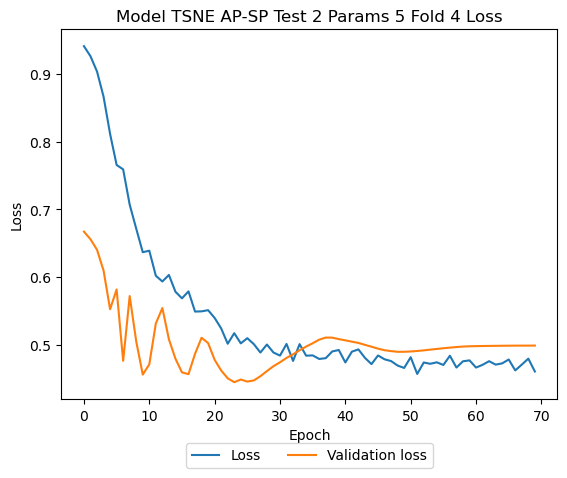 Model TSNE AP-SP Test 2 Params 5 Fold 4 Loss
Loss
0.9
0.8
0.7
0.6
0.5
0 10 20 30 40 50 60 70
Epoch
Loss Validation loss